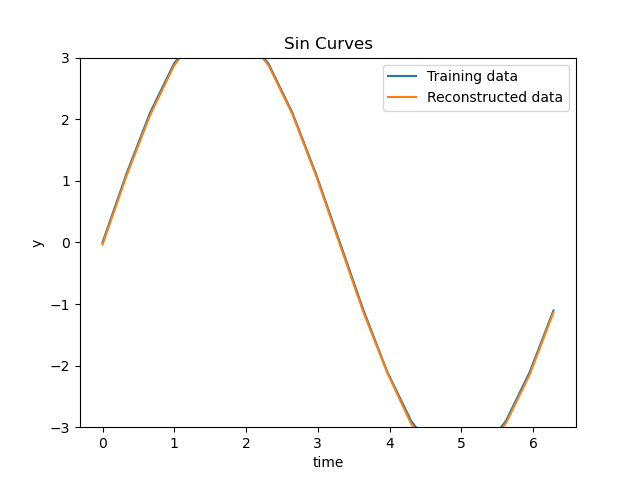 Sin Curves
Training data
Reconstructed data
3
2
1
0
−1
−2
−3
y
0 1 2 3 4 5 6
time